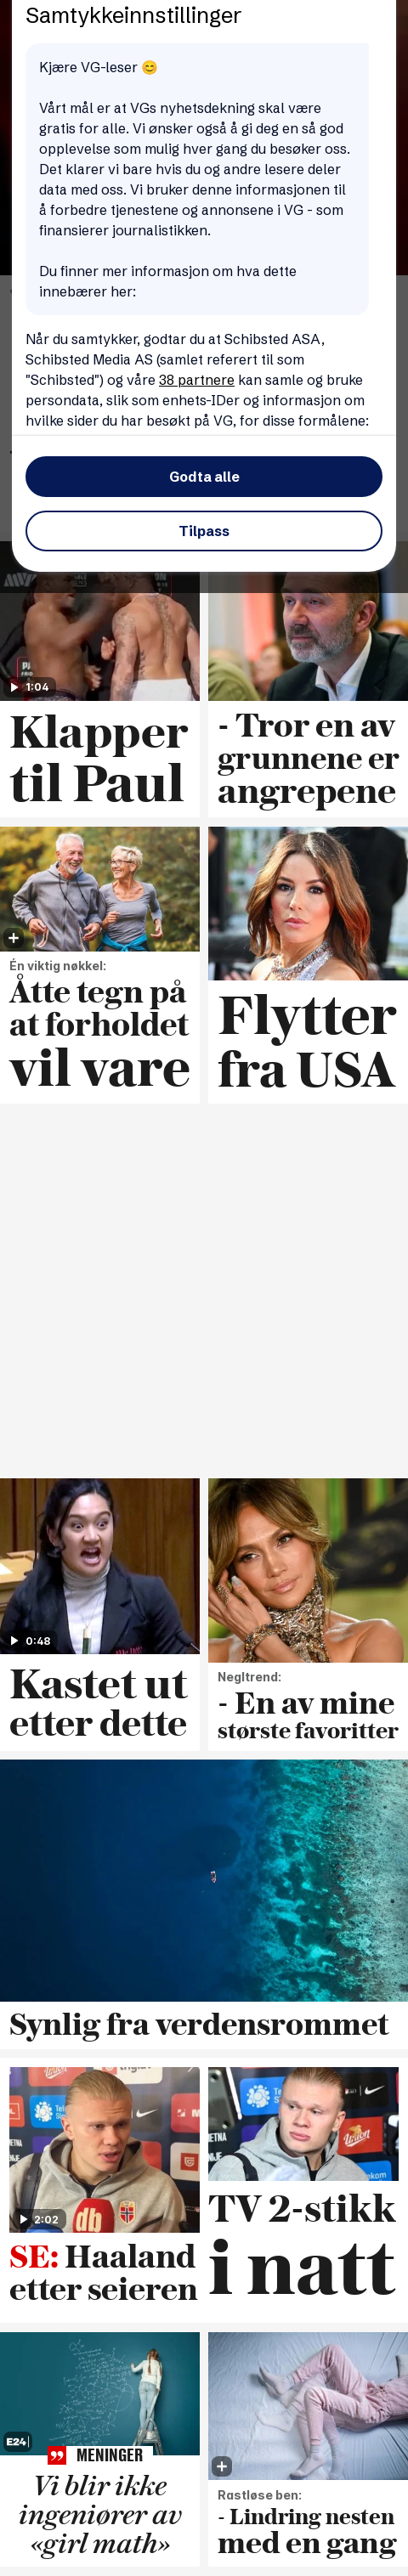 Samtykkeinnstillinger
Kjære VG-leser 😊
Vårt mål er at VGs nyhetsdekning skal være
gratis for alle. Vi ønsker også å gi deg en så god
opplevelse som mulig hver gang du besøker oss.
Det klarer vi bare hvis du og andre lesere deler
data med oss. Vi bruker denne informasjonen til
å forbedre tjenestene og annonsene i VG - som
finansierer journalistikken.
Du finner mer informasjon om hva dette
innebærer her:
Når du samtykker, godtar du at Schibsted ASA,
Schibsted Media AS (samlet referert til som
"Schibsted") og våre 38 partnere kan samle og bruke
persondata, slik som enhets-IDer og informasjon om
hvilke sider du har besøkt på VG, for disse formålene:
Godta alle
Tilpass
1:04
Klapper
til Paul
- Tror en av
grunnene er
angrepene
Én viktig nøkkel:
Åtte tegn på
at forholdet
vil vare
Flytter
fra USA
0:48
Kastet ut
etter dette
Negltrend:
- En av mine
største favoritter
Synlig fra verdensrommet
2:02
db
SE: Haaland
etter seieren
TV 2-stikk
i natt
E24
MENINGER
Vi blir ikke
ingeniører av
«girl math»
Rastløse ben:
- Lindring nesten
med en gang